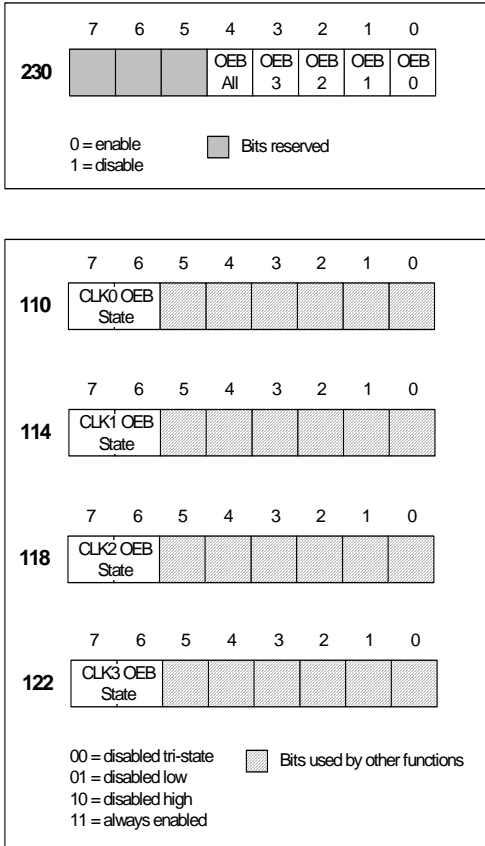 7 6 5 4 3 2 1 0
230 OEB All OEB 3 OEB 2 OEB 1 OEB 0
0 = enable
1 = disable
Bits reserved
7 6 5 4 3 2 1 0
110 CLK0 OEB State
7 6 5 4 3 2 1 0
114 CLK1 OEB State
7 6 5 4 3 2 1 0
118 CLK2 OEB State
7 6 5 4 3 2 1 0
122 CLK3 OEB State
00 = disabled tri-state
01 = disabled low
10 = disabled high
11 = always enabled
Bits used by other functions